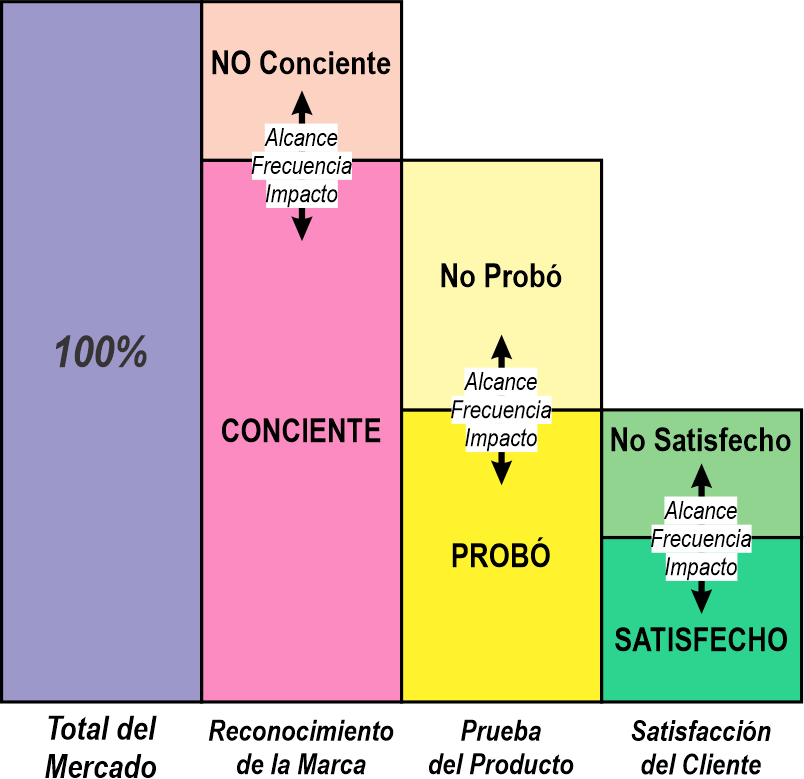 NO Conciente
Alcance
Frecuencia
Impacto
No Probó
100%
Alcance
Frecuencia
Impacto
CONCIENTE
No Satisfecho
Alcance
Frecuencia
Impacto
PROBÓ
SATISFECHO
Total del
Mercado
Reconocimiento
de la Marca
Prueba
del Producto
Satisfacción
del Cliente